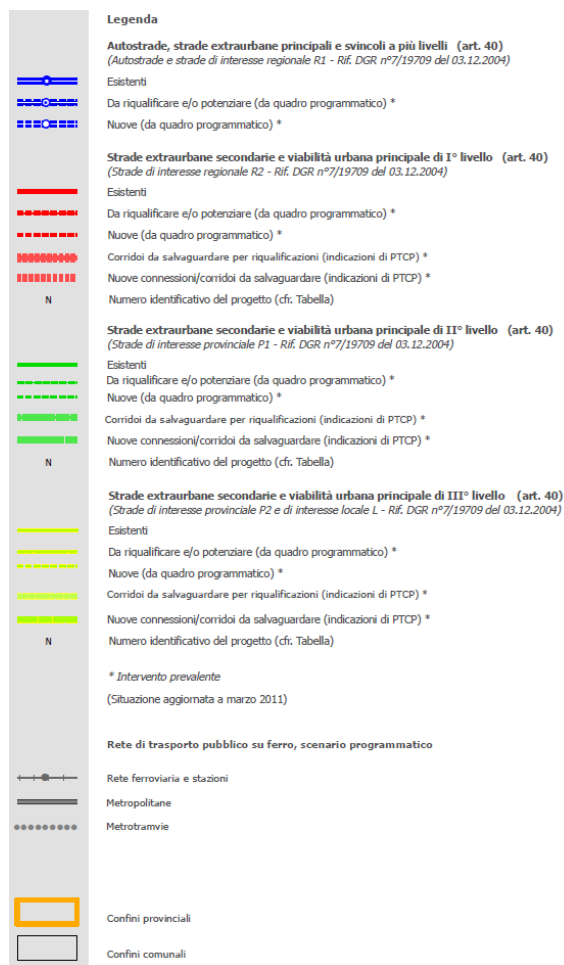 Legenda
Autostrade, strade extraurbane principali e svincoli a più livelli (art. 40)
(Autostrade e strade di interesse regionale R1 - Rif. DGR n°7/19709 del 03.12.2004)
Esistenti
Da riqualificare e/o potenziare (da quadro programmatico) *
Nuove (da quadro programmatico) *
Strade extraurbane secondarie e viabilità urbana principale di I° livello (art. 40)
(Strade di interesse regionale R2 - Rif. DGR n°7/19709 del 03.12.2004)
Esistenti
Da riqualificare e/o potenziare (da quadro programmatico) *
Nuove (da quadro programmatico) *
Corridoi da salvaguardare per riqualificazioni (indicazioni di PTCP) *
Nuove connessioni/corridoi da salvaguardare (indicazioni di PTCP) *
N Numero identificativo del progetto (cfr. Tabella)
Strade extraurbane secondarie e viabilità urbana principale di II° livello (art. 40)
(Strade di interesse provinciale P1 - Rif. DGR n°7/19709 del 03.12.2004)
Esistenti
Da riqualificare e/o potenziare (da quadro programmatico) *
Nuove (da quadro programmatico) *
Corridoi da salvaguardare per riqualificazioni (indicazioni di PTCP) *
Nuove connessioni/corridoi da salvaguardare (indicazioni di PTCP) *
N Numero identificativo del progetto (cfr. Tabella)
Strade extraurbane secondarie e viabilità urbana principale di III° livello (art. 40)
(Strade di interesse provinciale P2 e di interesse locale L - Rif. DGR n°7/19709 del 03.12.2004)
Esistenti
Da riqualificare e/o potenziare (da quadro programmatico) *
Nuove (da quadro programmatico) *
Corridoi da salvaguardare per riqualificazioni (indicazioni di PTCP) *
Nuove connessioni/corridoi da salvaguardare (indicazioni di PTCP) *
N Numero identificativo del progetto (cfr. Tabella)
* Intervento prevalente
(Situazione aggiornata a marzo 2011)
Rete di trasporto pubblico su ferro, scenario programmatico
Rete ferroviaria e stazioni
Metropolitane
Metrotramvie
Confini provinciali
Confini comunali